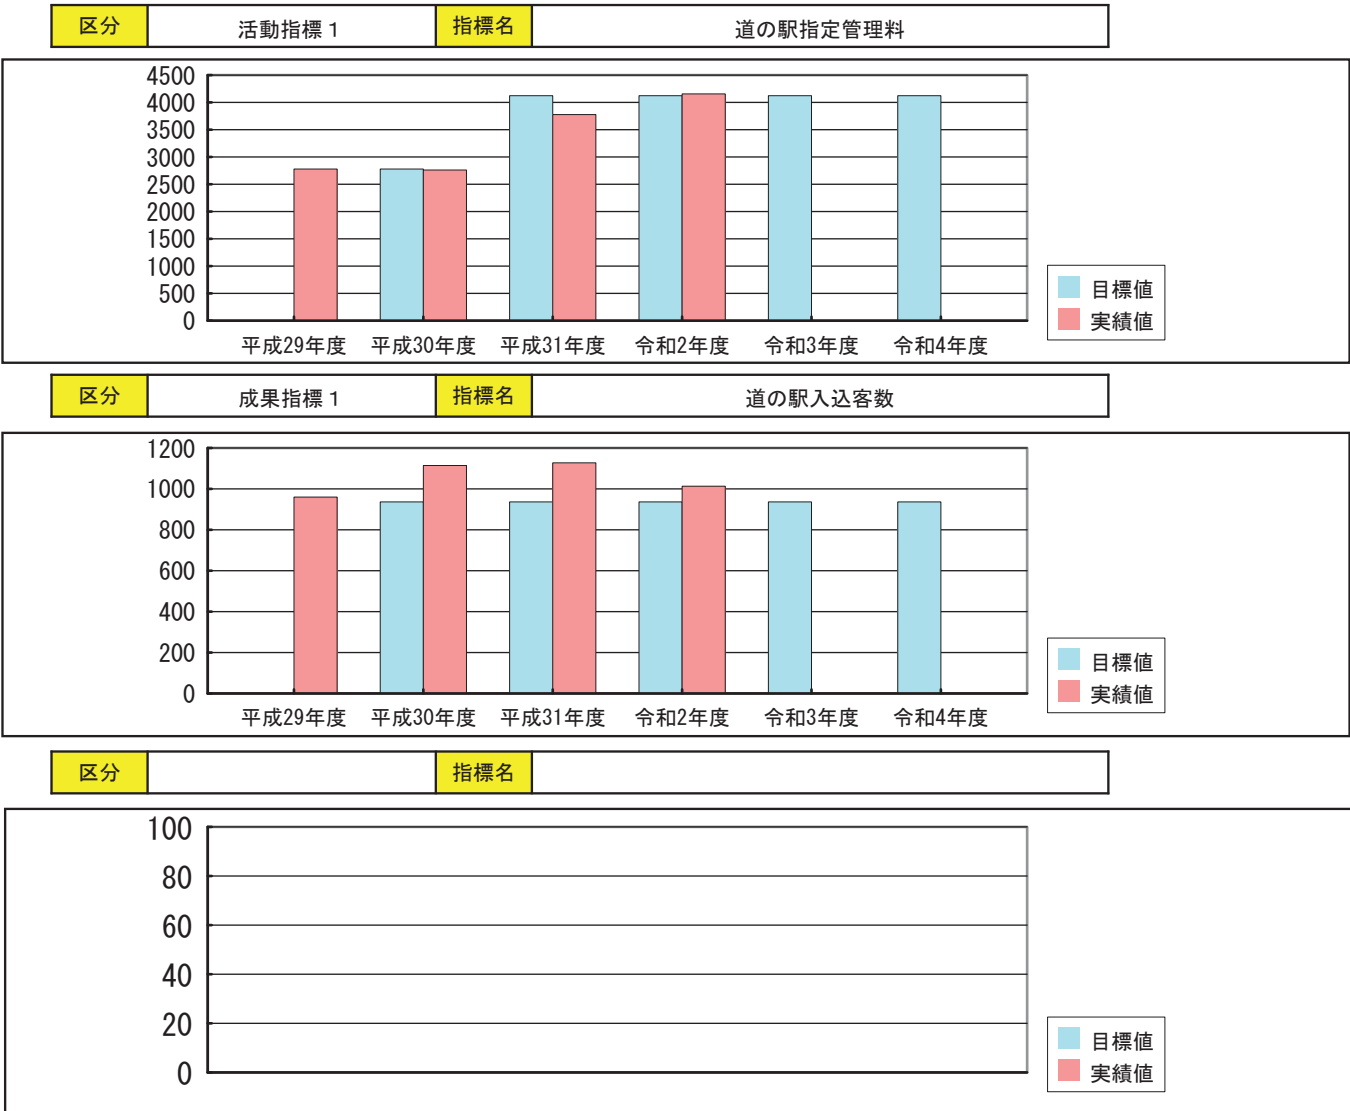 区分 活動指標１ 指標名 道の駅指定管理料
4500
4000
3500
3000
2500
2000
1500
1000
500
0
平成29年度 平成30年度 平成31年度 令和2年度 令和3年度 令和4年度
目標値
実績値
区分 成果指標１ 指標名 道の駅入込客数
1200
1000
800
600
400
200
0
平成29年度 平成30年度 平成31年度 令和2年度 令和3年度 令和4年度
目標値
実績値
区分 指標名
100
80
60
40
20
0
目標値
実績値